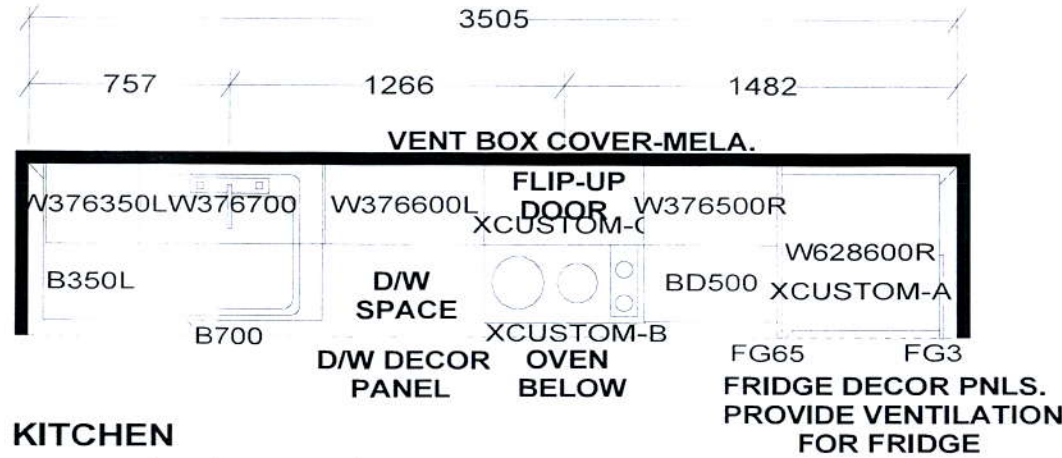 3505
757 1266 1482
VENT BOX COVER-MELA.
FLIP-UP
DOOR
W376350L W376700 W376600L W376500R
XCUSTOM-C
W628600R
B350L D/W
SPACE BD500 XCUSTOM-A
B700 XCUSTOM-B
D/W DECOR
PANEL
OVEN
BELOW
FG65 FG3
FRIDGE DECOR PNLS.
PROVIDE VENTILATION
FOR FRIDGE
KITCHEN